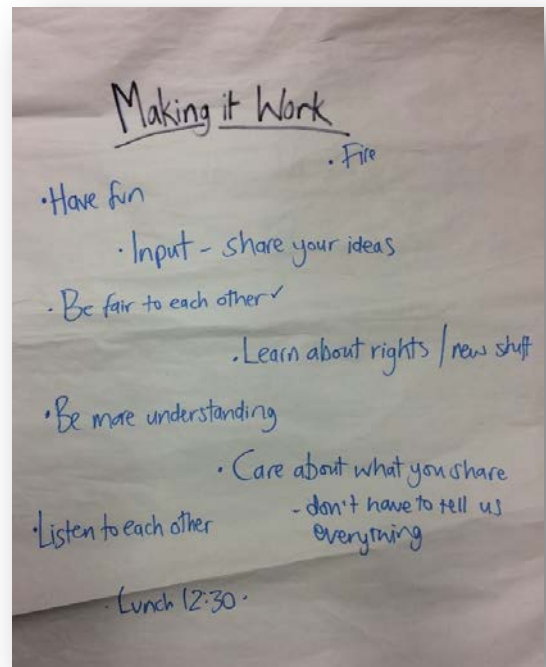 Making it Work
· Fire
· Have fun
· Input - share your ideas
· Be fair to each other ✓
· Learn about rights / new stuff
· Be more understanding
· Care about what you share
- don't have to tell us
everything
· Listen to each other
· Lunch 12:30 ·